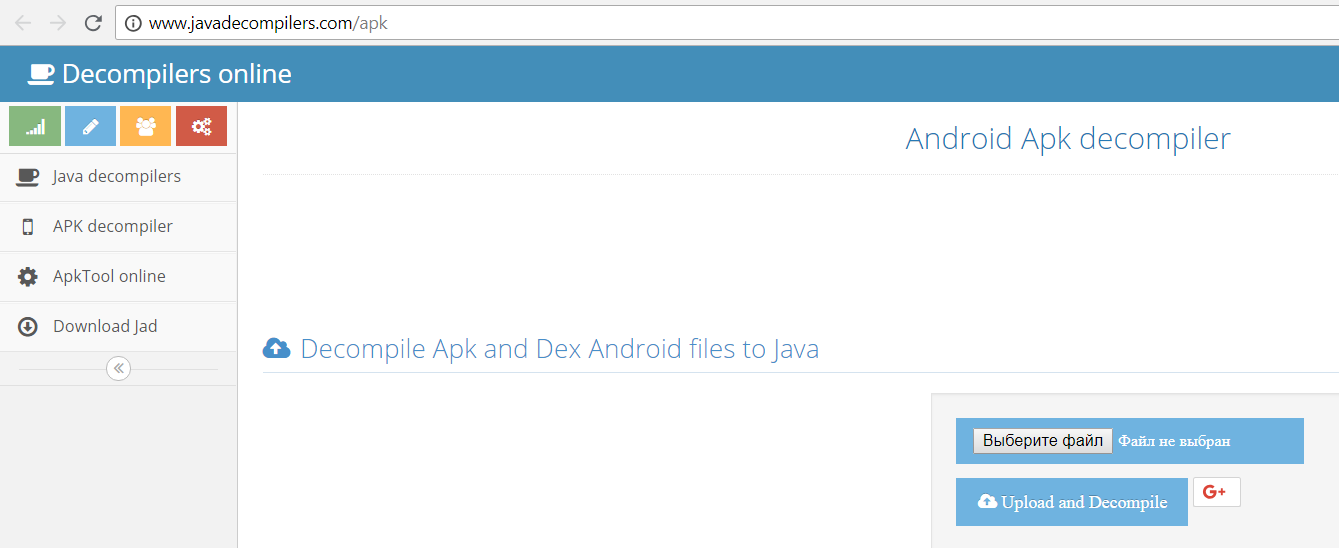 www.javadecompilers.com/apk
Decompilers online
Java decompilers
APK decompiler
ApkTool online
Download Jad
Android Apk decompiler
Decompile Apk and Dex Android files to Java
Выберите файл Файл не выбран
Upload and Decompile G+